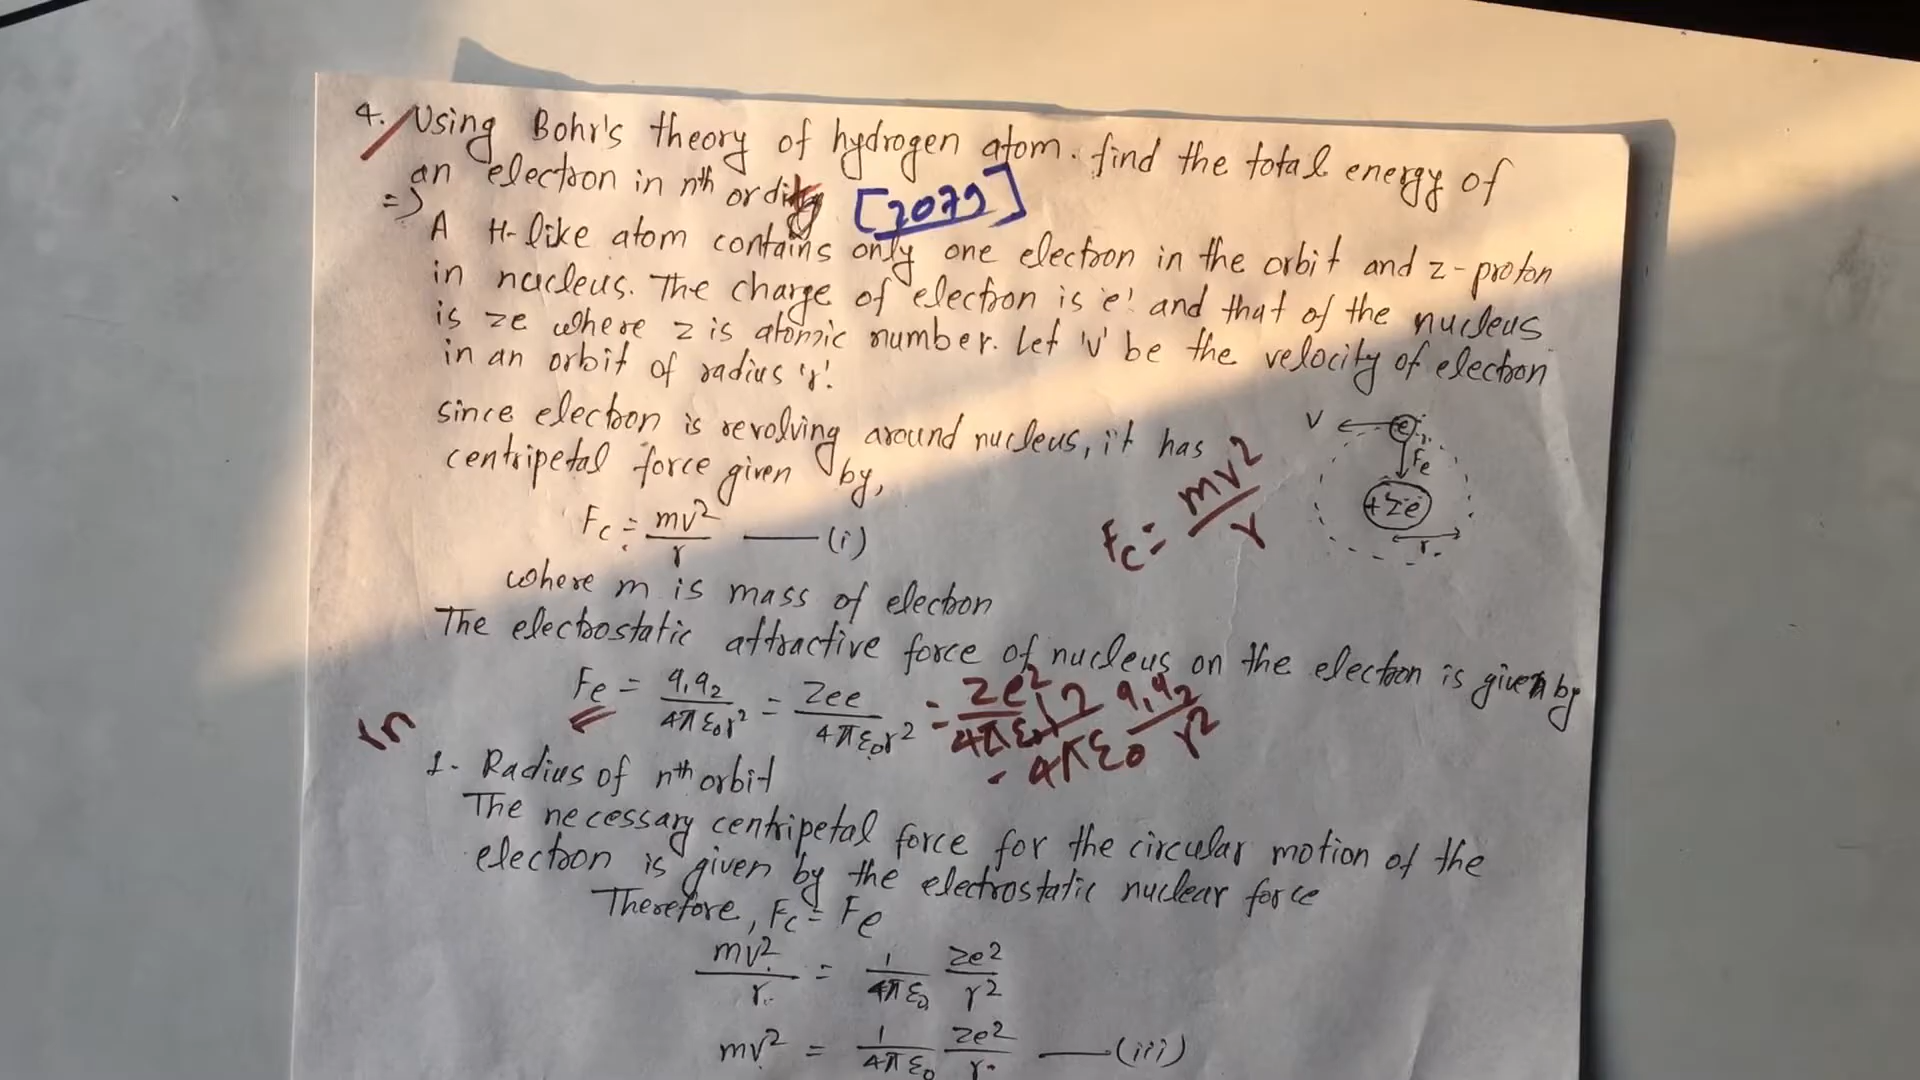 4. Using Bohr's theory of hydrogen atom. find the total energy of
an electron in nth
[2079]
=>
A H-like atom contains only one electron in the orbit and z-proton
in nucleus. The charge of electron is 'e' and that of the nucleus
is ze where z is atomic number. Let 'v' be the velocity of electron
in an orbit of radius 'r'.
since electron is revolving around nucleus, it has
centripetal force given by,
V e
Fe
+Ze
r
Fc = mv²/r —— (i)
Fc = mv²/r
where m is mass of electron
The electrostatic attractive force of nucleus on the electron is given by
Fe = q₁q₂/4πε₀r² = Zee/4πε₀r² = Ze²
q₁q₂/4πε₀ r²
1. Radius of nth orbit
The necessary centripetal force for the circular motion of the
electron is given by the electrostatic nuclear force
Therefore, Fc = Fe
mv²/r = 1/4πε₀ ze²/r²
mv² = 1/4πε₀ ze²/r —— (iii)